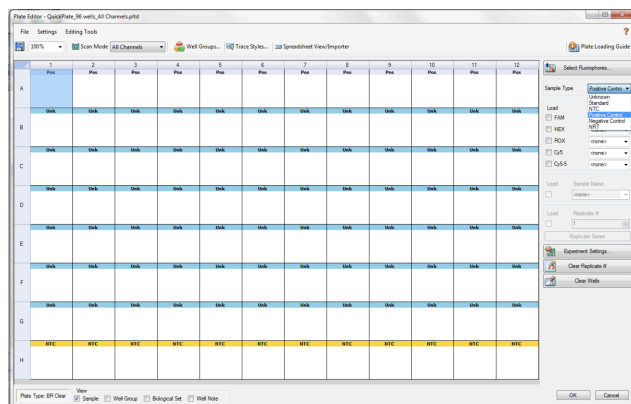 Plate Editor - QuickPlate_96 wells_All Channels.pltd
File Settings Editing Tools
?
100% Scan Mode All Channels Well Groups... Trace Styles... Spreadsheet View/Importer Plate Loading Guide
1 2 3 4 5 6 7 8 9 10 11 12
Pos Pos Pos Pos Pos Pos Pos Pos Pos Pos Pos Pos
A
Unk Unk Unk Unk Unk Unk Unk Unk Unk Unk Unk Unk
B
Unk Unk Unk Unk Unk Unk Unk Unk Unk Unk Unk Unk
C
Unk Unk Unk Unk Unk Unk Unk Unk Unk Unk Unk Unk
D
Unk Unk Unk Unk Unk Unk Unk Unk Unk Unk Unk Unk
E
Unk Unk Unk Unk Unk Unk Unk Unk Unk Unk Unk Unk
F
Unk Unk Unk Unk Unk Unk Unk Unk Unk Unk Unk Unk
G
NTC NTC NTC NTC NTC NTC NTC NTC NTC NTC NTC NTC
H
Select Fluorophores...
Sample Type Positive Contro
Unknown
Standard
NTC
Positive Control
Negative Control
NRT
Load
FAM
HEX
ROX <none>
Cy5 <none>
Cy5-5 <none>
Load Sample Name
<none>
Load Replicate #
1
Replicate Series
Experiment Settings...
Clear Replicate #
Clear Wells
Plate Type: BR Clear
View
Sample Well Group Biological Set Well Note
OK Cancel